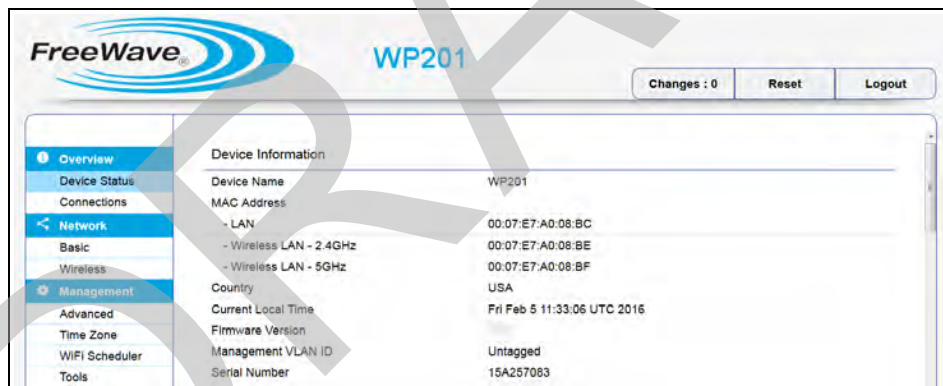 FreeWave®
WP201
Changes : 0 Reset Logout
Overview
Device Status
Connections
Network
Basic
Wireless
Management
Advanced
Time Zone
WiFi Scheduler
Tools
Device Information
Device Name WP201
MAC Address
- LAN 00:07:E7:A0:08:BC
- Wireless LAN - 2.4GHz 00:07:E7:A0:08:BE
- Wireless LAN - 5GHz 00:07:E7:A0:08:BF
Country USA
Current Local Time Fri Feb 5 11:33:06 UTC 2016
Firmware Version
Management VLAN ID Untagged
Serial Number 15A257083